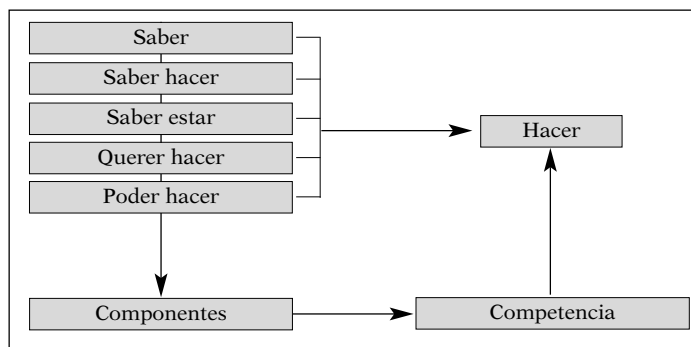 Saber
Saber hacer
Saber estar
Querer hacer
Poder hacer
Hacer
Componentes
Competencia